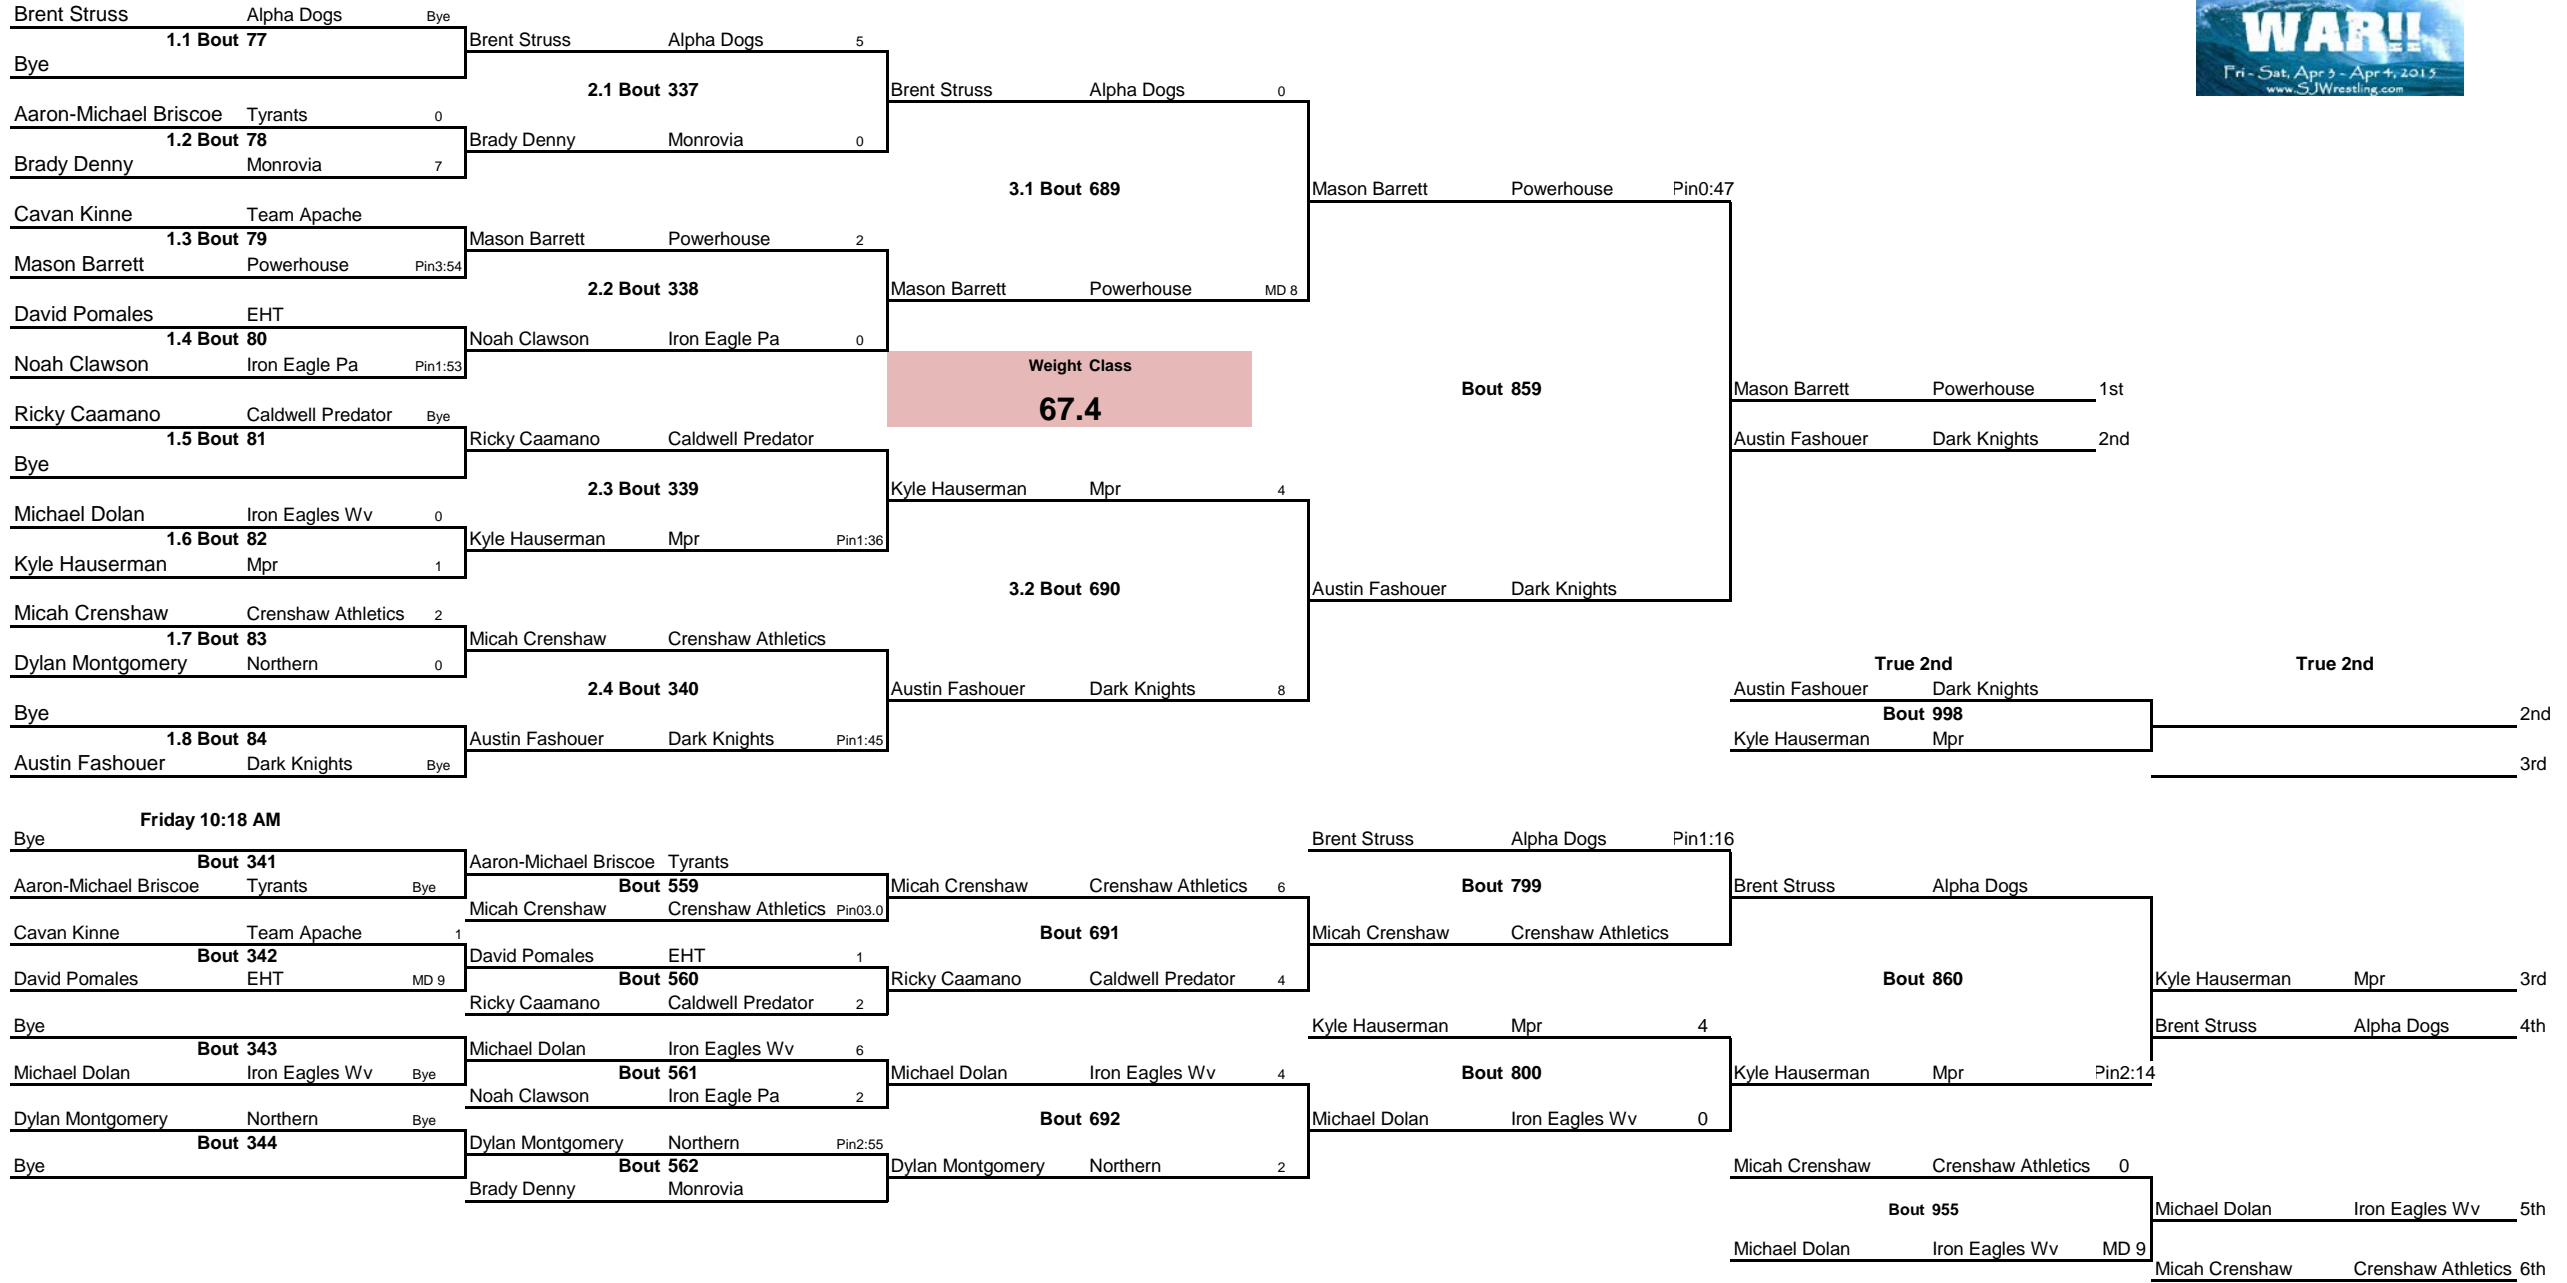 WAR!!
Fri - Sat, Apr 3 - Apr 4, 2015
www.SJWrestling.com
Brent Struss Alpha Dogs Bye
1.1 Bout 77
Bye
Aaron-Michael Briscoe Tyrants 0
1.2 Bout 78
Brady Denny Monrovia 7
Cavan Kinne Team Apache
1.3 Bout 79
Mason Barrett Powerhouse Pin3:54
David Pomales EHT
1.4 Bout 80
Noah Clawson Iron Eagle Pa Pin1:53
Ricky Caamano Caldwell Predator Bye
1.5 Bout 81
Bye
Michael Dolan Iron Eagles Wv 0
1.6 Bout 82
Kyle Hauserman Mpr 1
Micah Crenshaw Crenshaw Athletics 2
1.7 Bout 83
Dylan Montgomery Northern 0
Bye
1.8 Bout 84
Austin Fashouer Dark Knights Bye
Brent Struss Alpha Dogs 5
2.1 Bout 337
Brady Denny Monrovia 0
Mason Barrett Powerhouse 2
2.2 Bout 338
Noah Clawson Iron Eagle Pa 0
Ricky Caamano Caldwell Predator
2.3 Bout 339
Kyle Hauserman Mpr Pin1:36
Micah Crenshaw Crenshaw Athletics
2.4 Bout 340
Austin Fashouer Dark Knights Pin1:45
Brent Struss Alpha Dogs 0
3.1 Bout 689
Mason Barrett Powerhouse MD 8
Weight Class
67.4
Kyle Hauserman Mpr 4
3.2 Bout 690
Austin Fashouer Dark Knights 8
Mason Barrett Powerhouse Pin0:47
Bout 859
Austin Fashouer Dark Knights
Mason Barrett Powerhouse 1st
Austin Fashouer Dark Knights 2nd
True 2nd
Austin Fashouer Dark Knights
Bout 998
Kyle Hauserman Mpr
True 2nd
2nd
3rd
Friday 10:18 AM
Bye
Bout 341
Aaron-Michael Briscoe Tyrants Bye
Cavan Kinne Team Apache 1
Bout 342
David Pomales EHT MD 9
Bye
Bout 343
Michael Dolan Iron Eagles Wv Bye
Dylan Montgomery Northern Bye
Bout 344
Bye
Aaron-Michael Briscoe Tyrants
Bout 559
Micah Crenshaw Crenshaw Athletics Pin03.0
David Pomales EHT 1
Bout 560
Ricky Caamano Caldwell Predator 2
Michael Dolan Iron Eagles Wv 6
Bout 561
Noah Clawson Iron Eagle Pa 2
Dylan Montgomery Northern Pin2:55
Bout 562
Brady Denny Monrovia
Micah Crenshaw Crenshaw Athletics 6
Bout 691
Ricky Caamano Caldwell Predator 4
Michael Dolan Iron Eagles Wv 4
Bout 692
Dylan Montgomery Northern 2
Brent Struss Alpha Dogs Pin1:16
Bout 799
Micah Crenshaw Crenshaw Athletics
Kyle Hauserman Mpr 4
Bout 800
Michael Dolan Iron Eagles Wv 0
Brent Struss Alpha Dogs
Bout 860
Kyle Hauserman Mpr Pin2:14
Kyle Hauserman Mpr 3rd
Brent Struss Alpha Dogs 4th
Micah Crenshaw Crenshaw Athletics 0
Bout 955
Michael Dolan Iron Eagles Wv MD 9
Michael Dolan Iron Eagles Wv 5th
Micah Crenshaw Crenshaw Athletics 6th